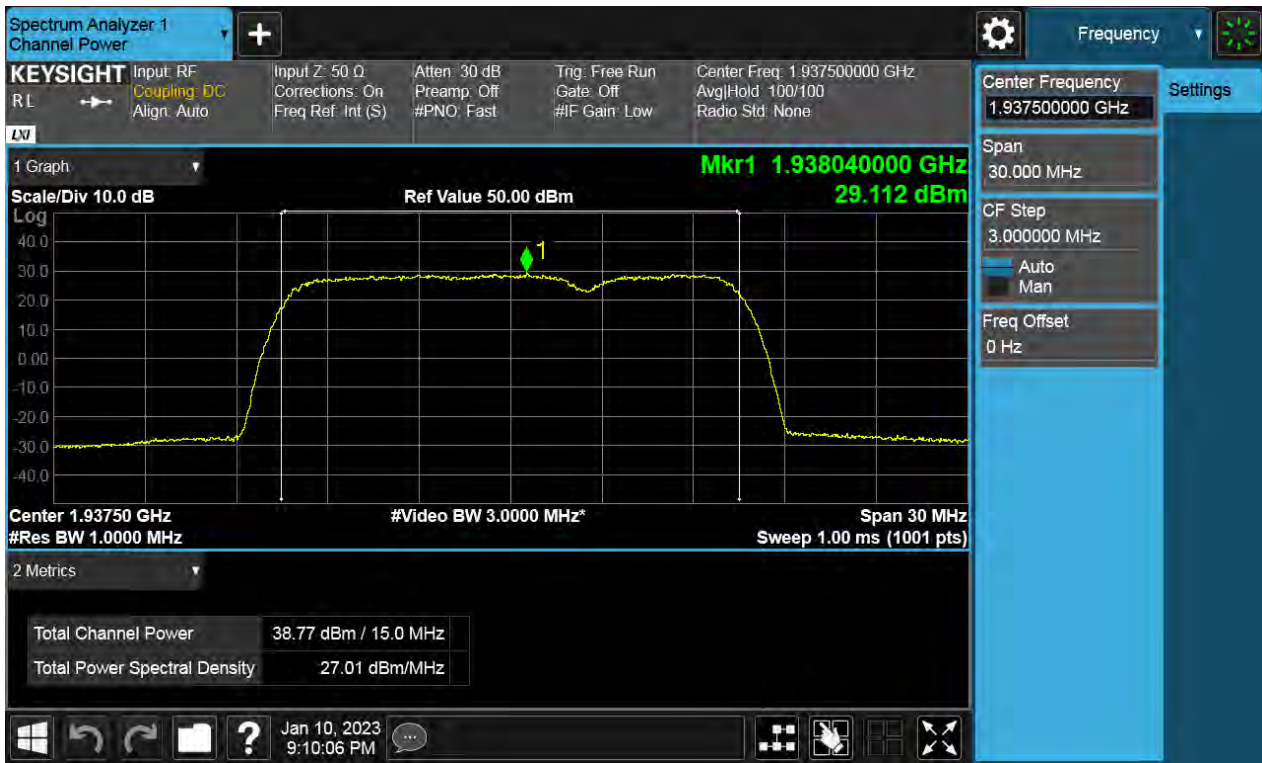 Spectrum Analyzer 1
Channel Power
+
Frequency
KEYSIGHT
RL
LXI
Input: RF
Coupling: DC
Align: Auto
Input Z: 50 Ω
Corrections: On
Freq Ref: Int (S)
Atten: 30 dB
Preamp: Off
#PNO: Fast
Trig: Free Run
Gate: Off
#IF Gain: Low
Center Freq: 1.937500000 GHz
Avg|Hold: 100/100
Radio Std: None
Center Frequency
1.937500000 GHz
Settings
Span
30.000 MHz
CF Step
3.000000 MHz
Auto
Man
Freq Offset
0 Hz
1 Graph
Mkr1 1.938040000 GHz
29.112 dBm
Scale/Div 10.0 dB
Ref Value 50.00 dBm
Log
40.0
30.0
20.0
10.0
0.00
-10.0
-20.0
-30.0
-40.0
1
Center 1.93750 GHz
#Video BW 3.0000 MHz*
Span 30 MHz
#Res BW 1.0000 MHz
Sweep 1.00 ms (1001 pts)
2 Metrics
Total Channel Power 38.77 dBm / 15.0 MHz
Total Power Spectral Density 27.01 dBm/MHz
?
Jan 10, 2023
9:10:06 PM